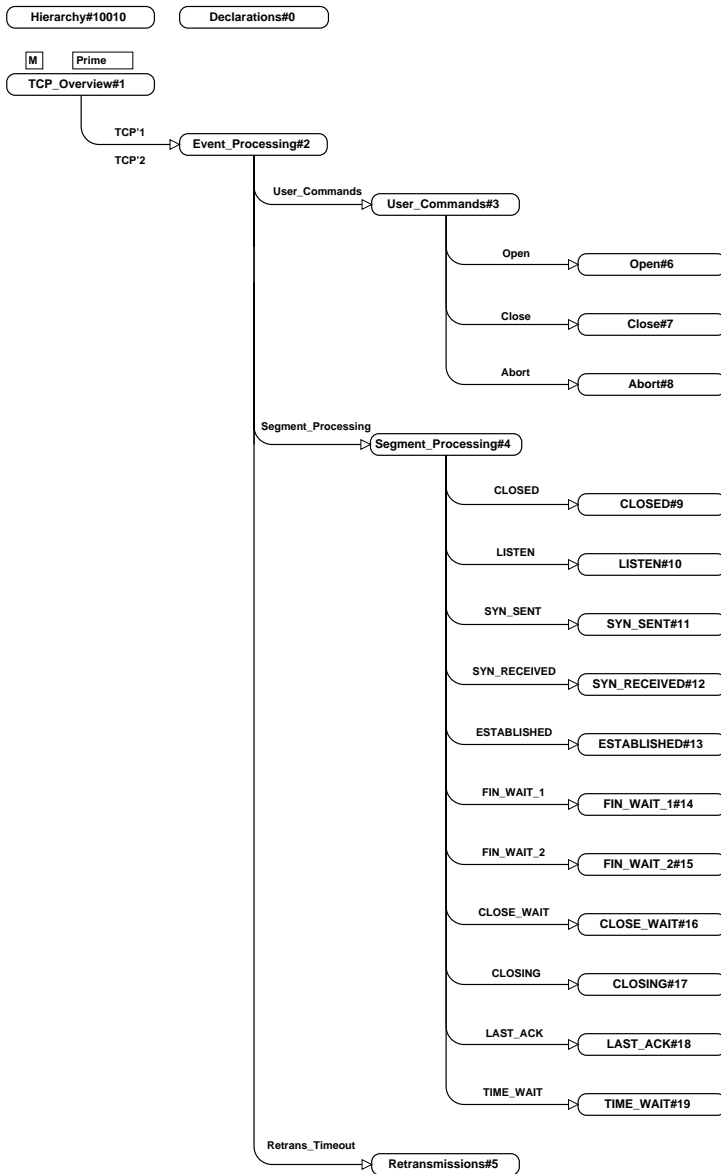 Hierarchy#10010 Declarations#0
M Prime
TCP_Overview#1
TCP'1
Event_Processing#2
TCP'2
User_Commands
User_Commands#3
Open
Open#6
Close
Close#7
Abort
Abort#8
Segment_Processing
Segment_Processing#4
CLOSED
CLOSED#9
LISTEN
LISTEN#10
SYN_SENT
SYN_SENT#11
SYN_RECEIVED
SYN_RECEIVED#12
ESTABLISHED
ESTABLISHED#13
FIN_WAIT_1
FIN_WAIT_1#14
FIN_WAIT_2
FIN_WAIT_2#15
CLOSE_WAIT
CLOSE_WAIT#16
CLOSING
CLOSING#17
LAST_ACK
LAST_ACK#18
TIME_WAIT
TIME_WAIT#19
Retrans_Timeout
Retransmissions#5